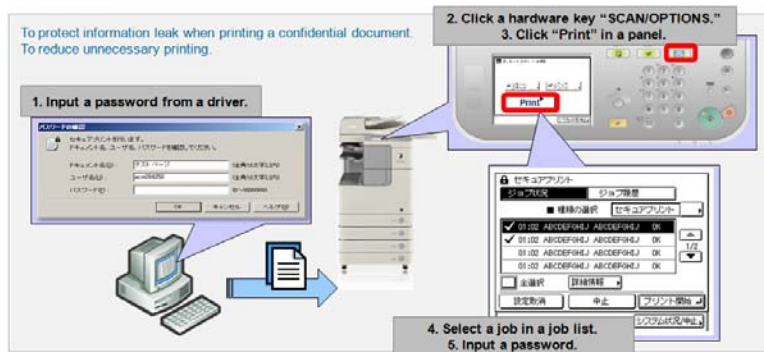 To protect information leak when printing a confidential document.
To reduce unnecessary printing.
2. Click a hardware key “SCAN/OPTIONS.”
3. Click “Print” in a panel.
1. Input a password from a driver.
Print
OK
キャンセル
セキュアプリント
ジョブ状況
ジョブ履歴
■ 種類の選択
セキュアプリント
01:02 ABCDEFGHIJ ABCDEFGHIJ OK
01:02 ABCDEFGHIJ ABCDEFGHIJ OK
01:02 ABCDEFGHIJ ABCDEFGHIJ OK
01:02 ABCDEFGHIJ ABCDEFGHIJ OK
1/2
全選択
詳細情報
設定取消
中止
プリント開始
システム状況/中止
4. Select a job in a job list.
5. Input a password.